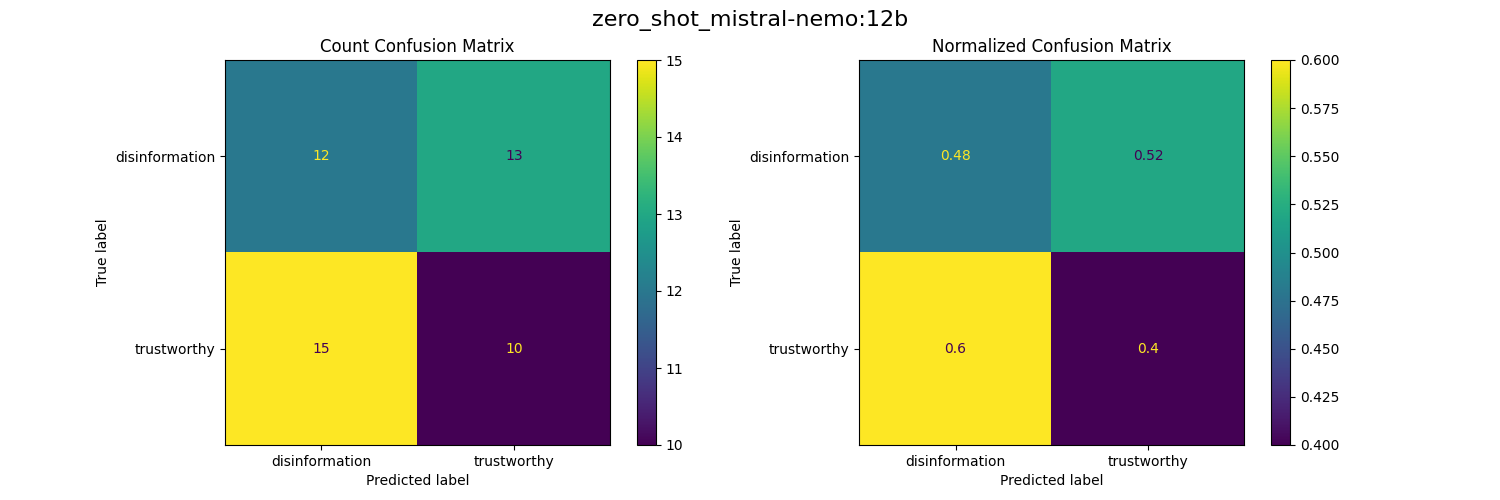 zero_shot_mistral-nemo:12b
Count Confusion Matrix
True label
disinformation
trustworthy
12
13
15
10
disinformation
trustworthy
Predicted label
15
14
13
12
11
10
Normalized Confusion Matrix
True label
disinformation
trustworthy
0.48
0.52
0.6
0.4
disinformation
trustworthy
Predicted label
0.600
0.575
0.550
0.525
0.500
0.475
0.450
0.425
0.400